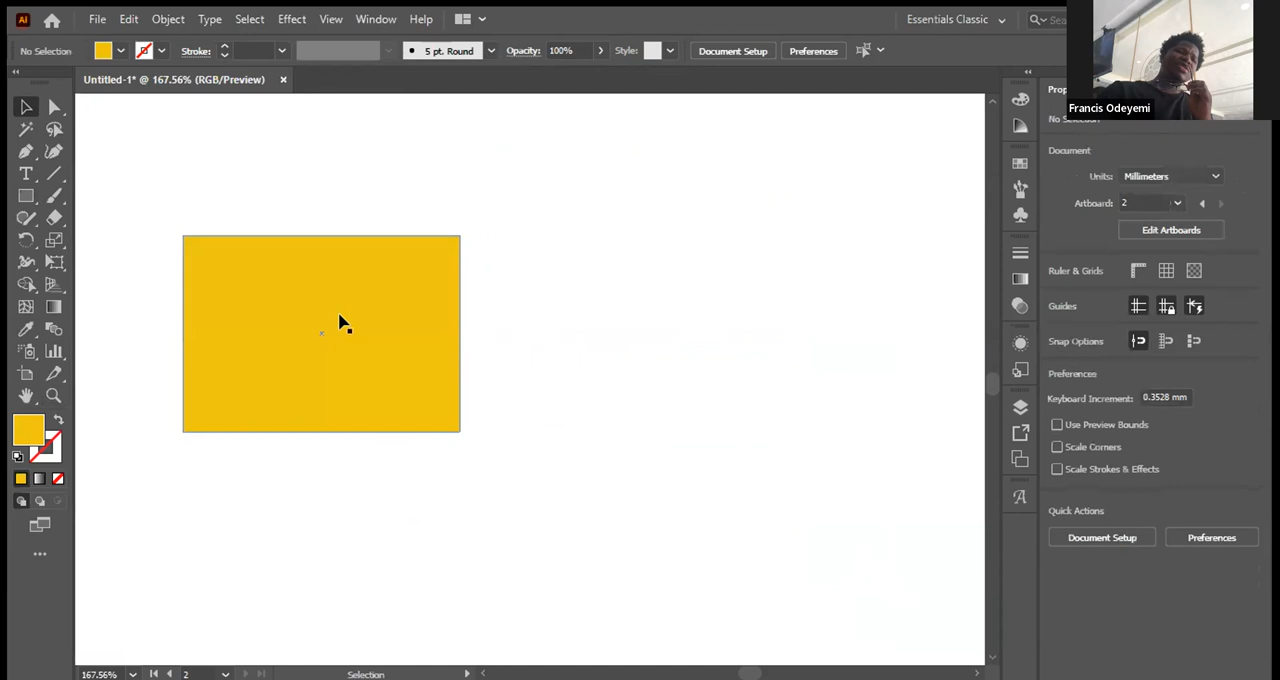 Ai File Edit Object Type Select Effect View Window Help Essentials Classic Sea
No Selection Stroke: 5 pt. Round Opacity: 100% Style: Document Setup Preferences
Untitled-1* @ 167.56% (RGB/Preview) ×
Francis Odeyemi
Document
Units: Millimeters
Artboard: 2
Edit Artboards
Ruler & Grids
Guides
Snap Options
Preferences
Keyboard Increment: 0.3528 mm
Use Preview Bounds
Scale Corners
Scale Strokes & Effects
Quick Actions
Document Setup Preferences
167.56% 2 Selection